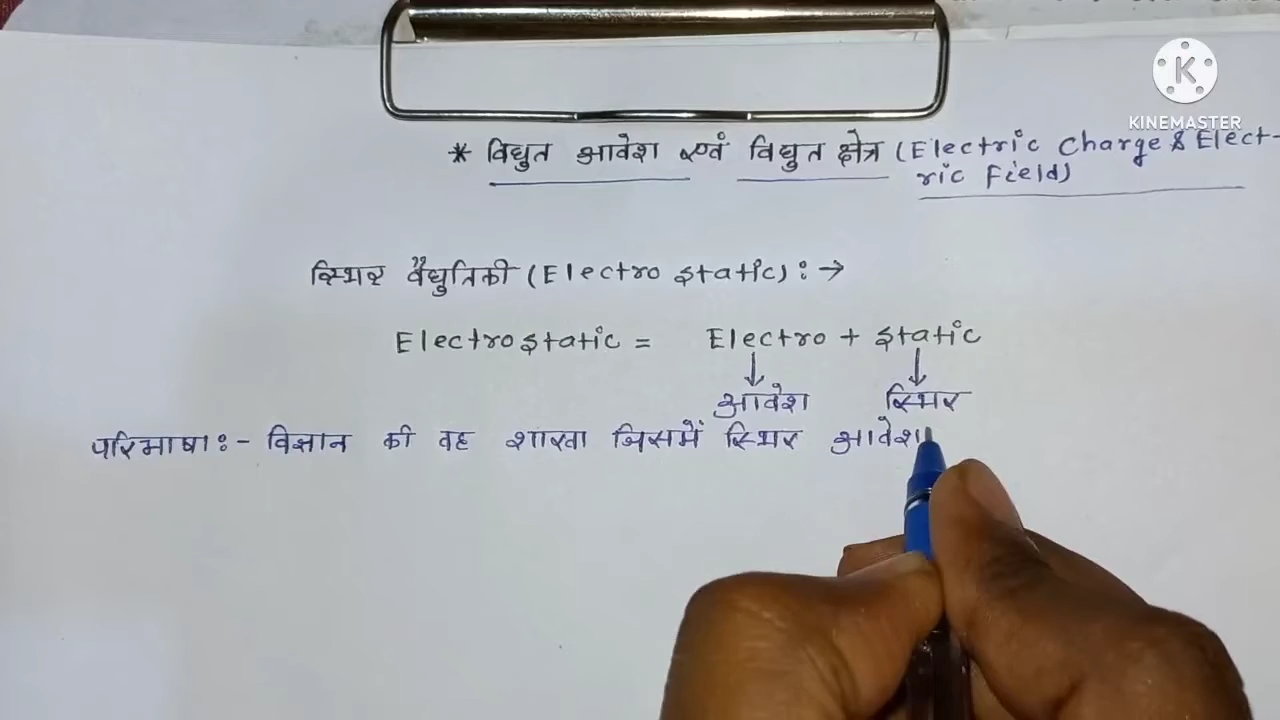 KINEMASTER
* विद्युत आवेश एवं विद्युत क्षेत्र (Electric Charge & Elect-
ric Field)
स्थिर वैद्युतिकी (Electro static) : →
Electrostatic = Electro + static
↓ ↓
आवेश स्थिर
परिभाषाः- विज्ञान की वह शाखा जिसमें स्थिर आवेश